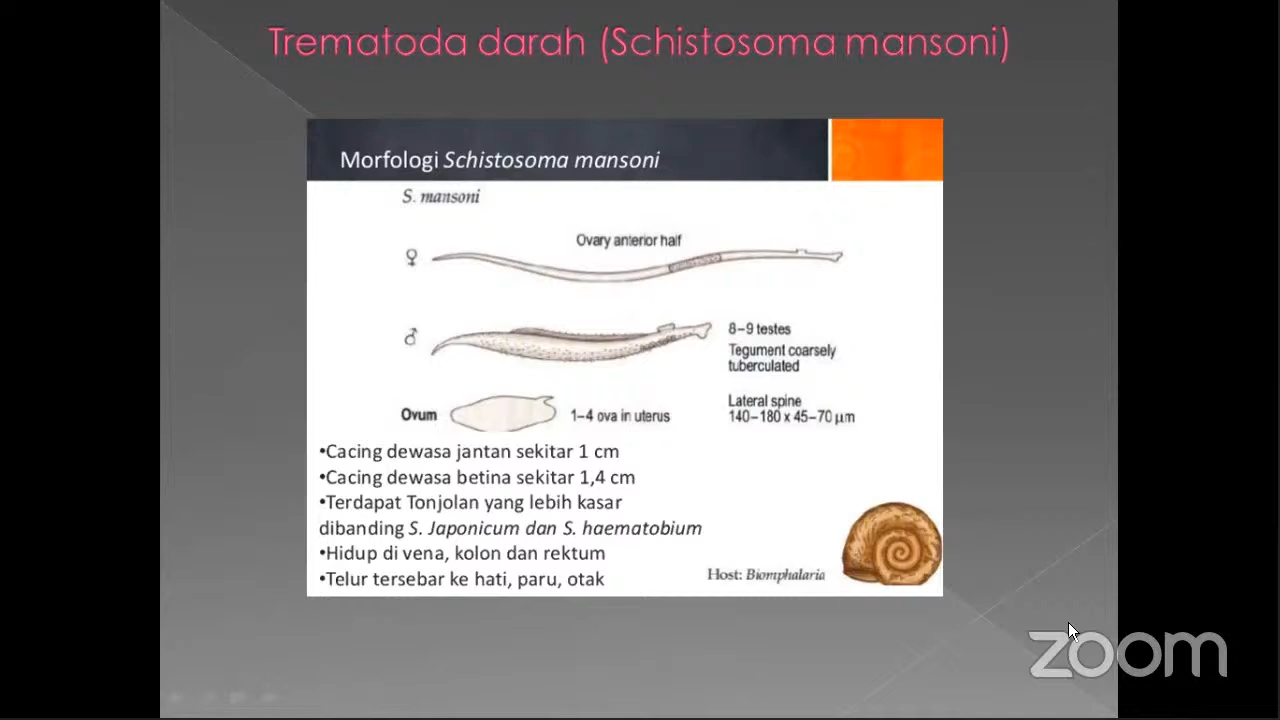 Trematoda darah (Schistosoma mansoni)
Morfologi Schistosoma mansoni
S. mansoni
Ovary anterior half
♀
♂
8–9 testes
Tegument coarsely
tuberculated
Ovum
1–4 ova in uterus
Lateral spine
140–180 x 45–70 µm
•Cacing dewasa jantan sekitar 1 cm
•Cacing dewasa betina sekitar 1,4 cm
•Terdapat Tonjolan yang lebih kasar
dibanding S. Japonicum dan S. haematobium
•Hidup di vena, kolon dan rektum
•Telur tersebar ke hati, paru, otak
Host: Biomphalaria
zoom